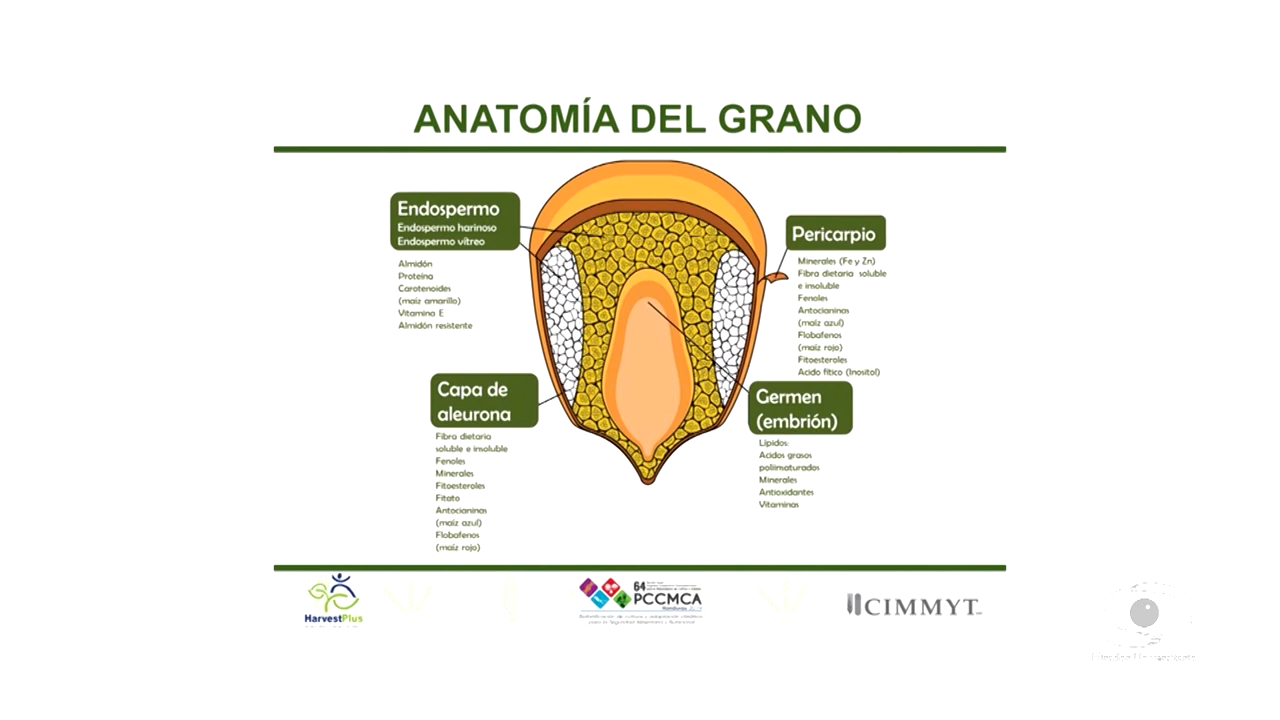 ANATOMÍA DEL GRANO
Endospermo
Endospermo harinoso
Endospermo vítreo
Almidón
Proteína
Carotenoides
(maíz amarillo)
Vitamina E
Almidón resistente
Pericarpio
Minerales (Fe y Zn)
Fibra dietaria soluble
e insoluble
Fenoles
Antocianinas
(maíz azul)
Flobafenos
(maíz rojo)
Fitoesteroles
Acido fítico (Inositol)
Capa de
aleurona
Fibra dietaria
soluble e insoluble
Fenoles
Minerales
Fitoesteroles
Fitato
Antocianinas
(maíz azul)
Flobafenos
(maíz rojo)
Germen
(embrión)
Lípidos:
Acidos grasos
poliinsaturados
Minerales
Antioxidantes
Vitaminas
HarvestPlus
64
PCCMCA
CIMMYT